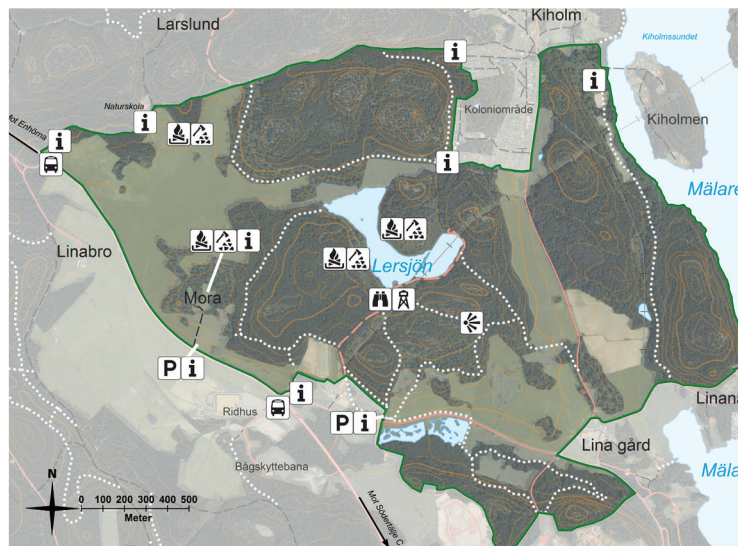 Larslund
Kiholm
Kiholmssundet
Naturskola
Koloniområde
Kiholmen
Mot Enhörna
Mälare
Linabro
Lersjön
Mora
P
Ridhus
P
Linana
Lina gård
Bågskyttebana
Mäla
N
0 100 200 300 400 500
Meter
Mot Södertälje C